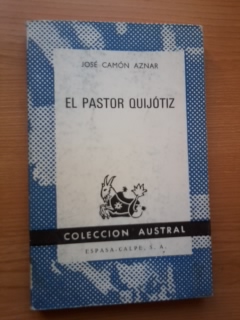 JOSÉ CAMÓN AZNAR
EL PASTOR QUIJÓTIZ
COLECCION AUSTRAL
ESPASA-CALPE, S. A.